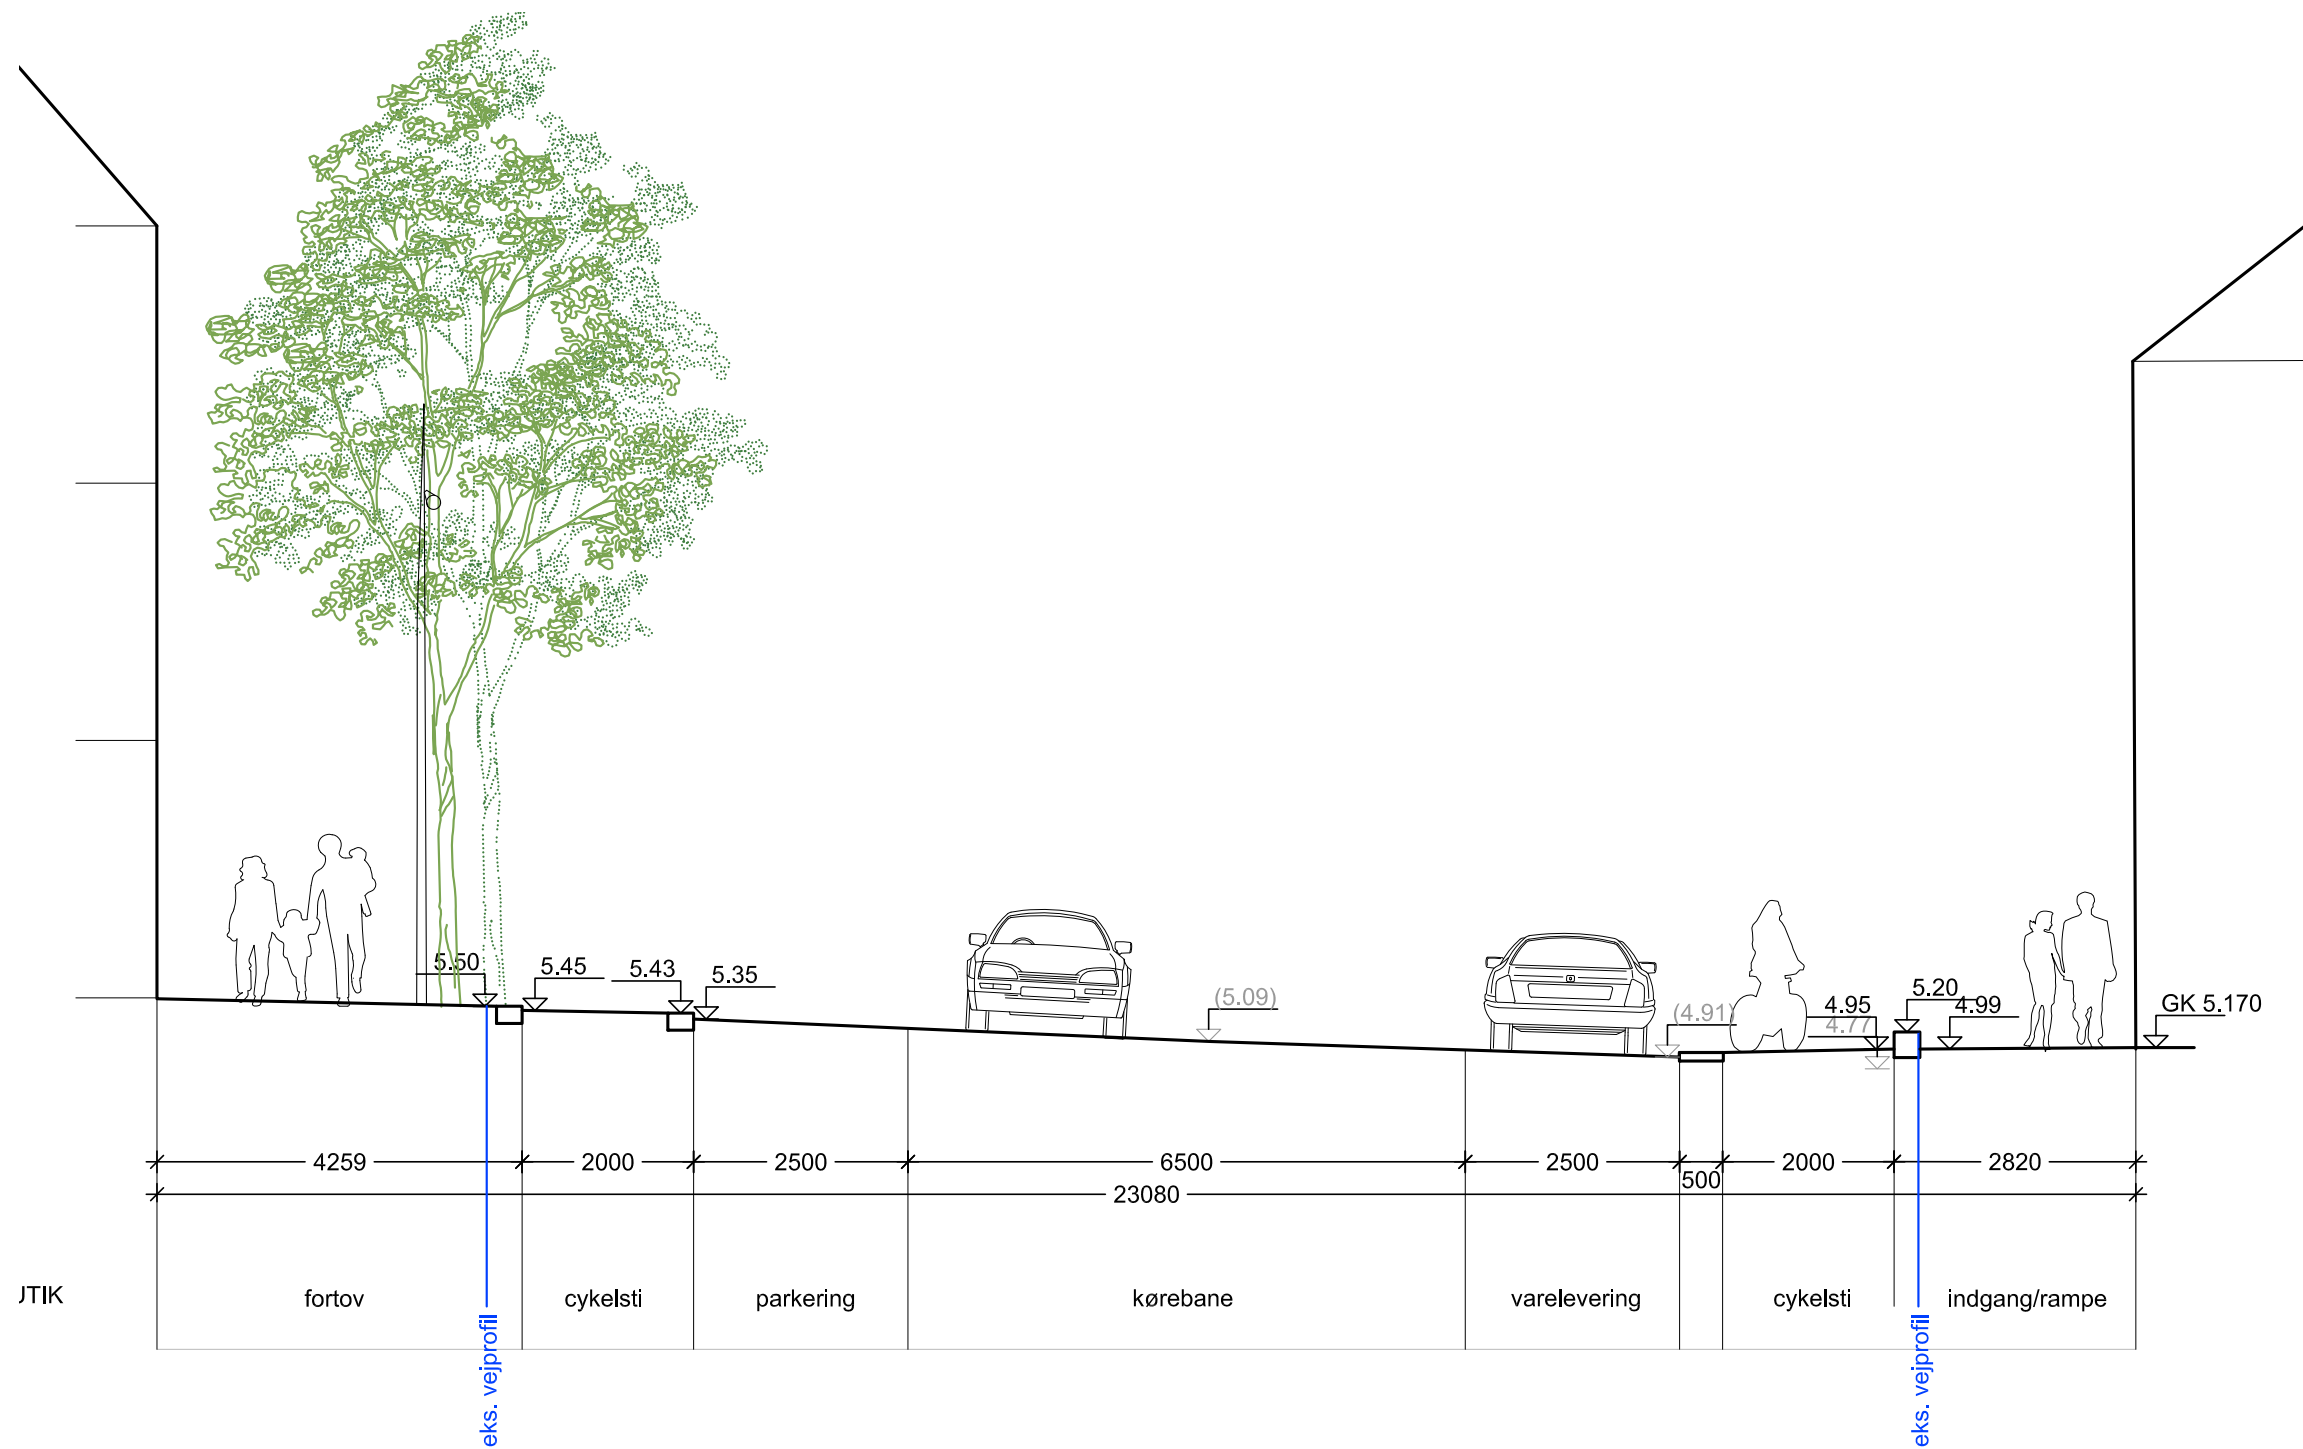 5.50
5.45
5.43
5.35
(5.09)
(4.91)
4.95
4.77
5.20
4.99
GK 5.170
4259
2000
2500
6500
2500
500
2000
2820
23080
JTIK
fortov
cykelsti
parkering
kørebane
varelevering
cykelsti
indgang/rampe
eks. vejprofil
eks. vejprofil